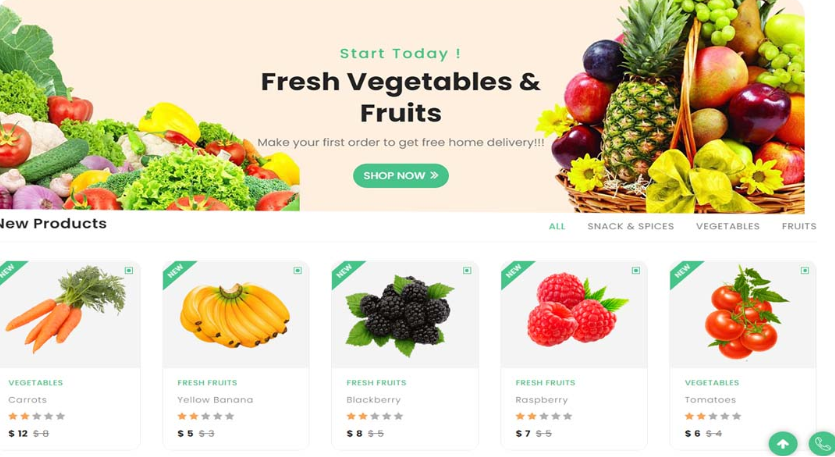 Start Today !
Fresh Vegetables &
Fruits
Make your first order to get free home delivery!!!
SHOP NOW »
New Products
ALL SNACK & SPICES VEGETABLES FRUITS
NEW NEW NEW NEW NEW
VEGETABLES FRESH FRUITS FRESH FRUITS FRESH FRUITS VEGETABLES
Carrots Yellow Banana Blackberry Raspberry Tomatoes
$ 12 $ 8 $ 5 $ 3 $ 8 $ 5 $ 7 $ 5 $ 6 $ 4